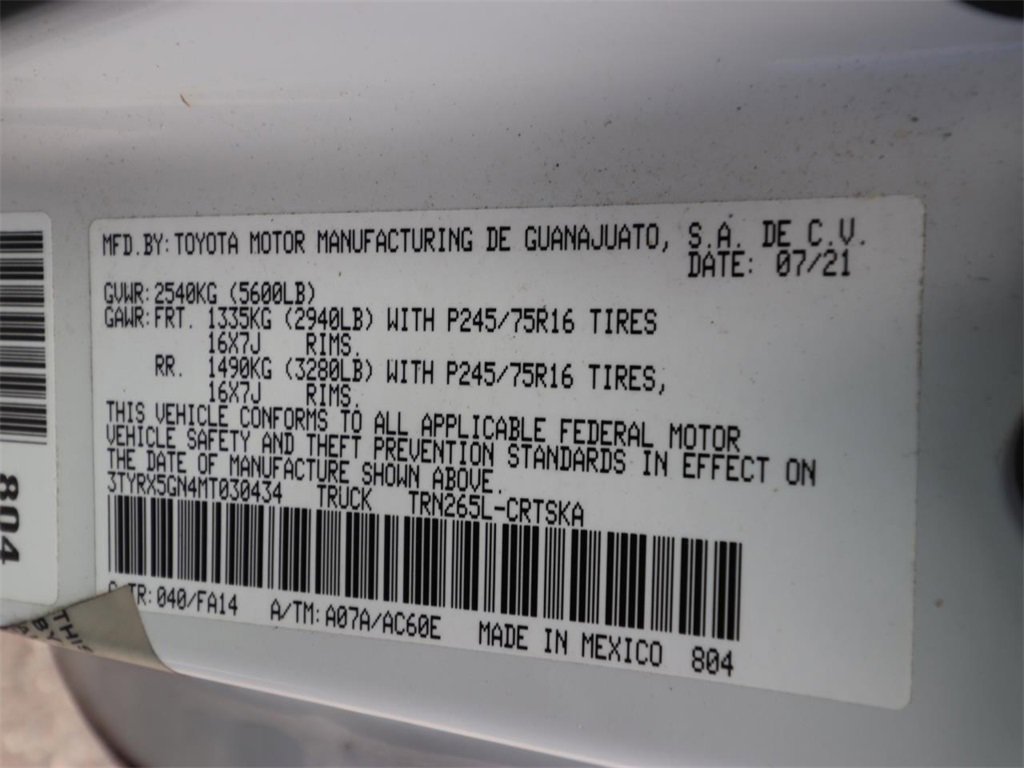 MFD.BY:TOYOTA MOTOR MANUFACTURING DE GUANAJUATO, S.A. DE C.V.
DATE: 07/21
GVWR:2540KG (5600LB)
GAWR:FRT. 1335KG (2940LB) WITH P245/75R16 TIRES
16X7J RIMS.
RR. 1490KG (3280LB) WITH P245/75R16 TIRES,
16X7J RIMS.
THIS VEHICLE CONFORMS TO ALL APPLICABLE FEDERAL MOTOR
VEHICLE SAFETY AND THEFT PREVENTION STANDARDS IN EFFECT ON
THE DATE OF MANUFACTURE SHOWN ABOVE.
3TYRX5GN4MT030434 TRUCK TRN265L-CRTSKA
C/TR:040/FA14 A/TM:A07A/AC60E MADE IN MEXICO 804
804
THIS
BY